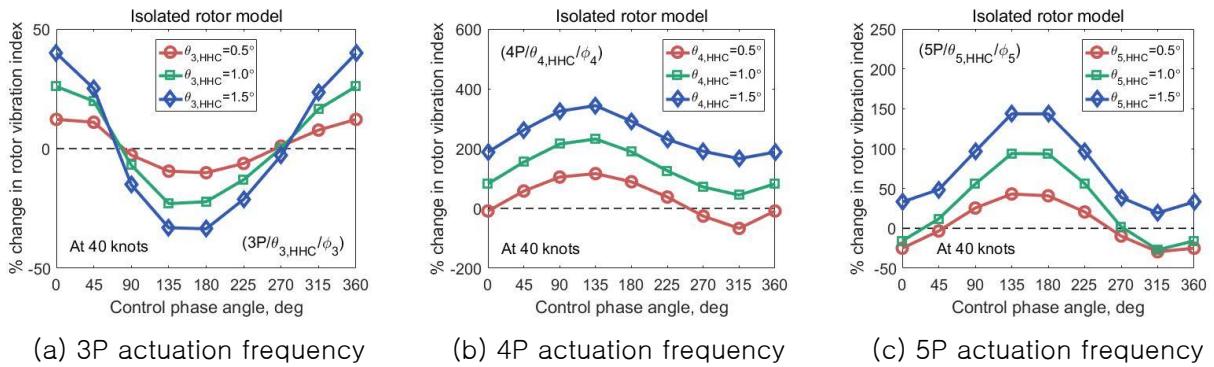 Isolated rotor model
% change in rotor vibration index
50
0
-50
θ3,HHC=0.5°
θ3,HHC=1.0°
θ3,HHC=1.5°
At 40 knots
(3P/θ3,HHC/ϕ3)
0 45 90 135 180 225 270 315 360
Control phase angle, deg
(a) 3P actuation frequency
Isolated rotor model
% change in rotor vibration index
600
400
200
0
-200
(4P/θ4,HHC/ϕ4)
θ4,HHC=0.5°
θ4,HHC=1.0°
θ4,HHC=1.5°
At 40 knots
0 45 90 135 180 225 270 315 360
Control phase angle, deg
(b) 4P actuation frequency
Isolated rotor model
% change in rotor vibration index
250
200
150
100
50
0
-50
(5P/θ5,HHC/ϕ5)
θ5,HHC=0.5°
θ5,HHC=1.0°
θ5,HHC=1.5°
At 40 knots
0 45 90 135 180 225 270 315 360
Control phase angle, deg
(c) 5P actuation frequency